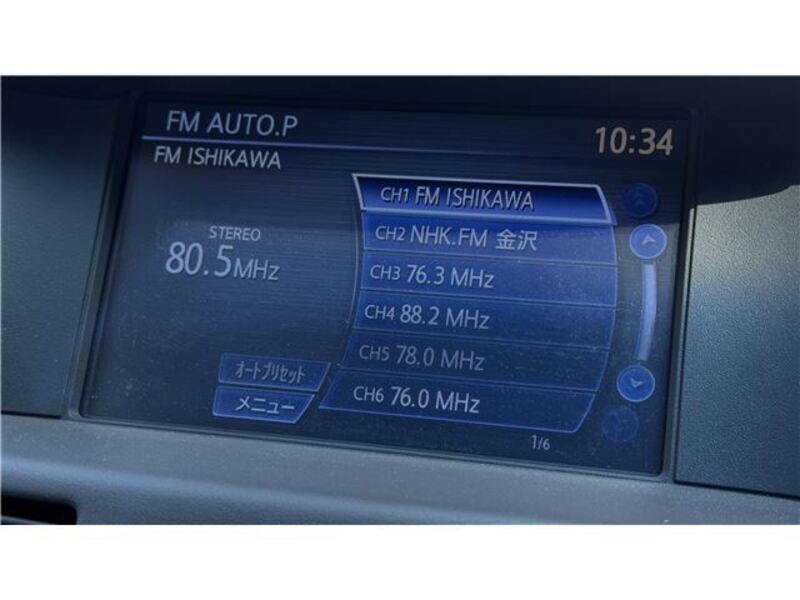 FM AUTO.P
10:34
FM ISHIKAWA
STEREO
80.5MHz
CH1 FM ISHIKAWA
CH2 NHK.FM 金沢
CH3 76.3 MHz
CH4 88.2 MHz
CH5 78.0 MHz
CH6 76.0 MHz
ｵｰﾄﾌﾟﾘｾｯﾄ
メニュー
1/6